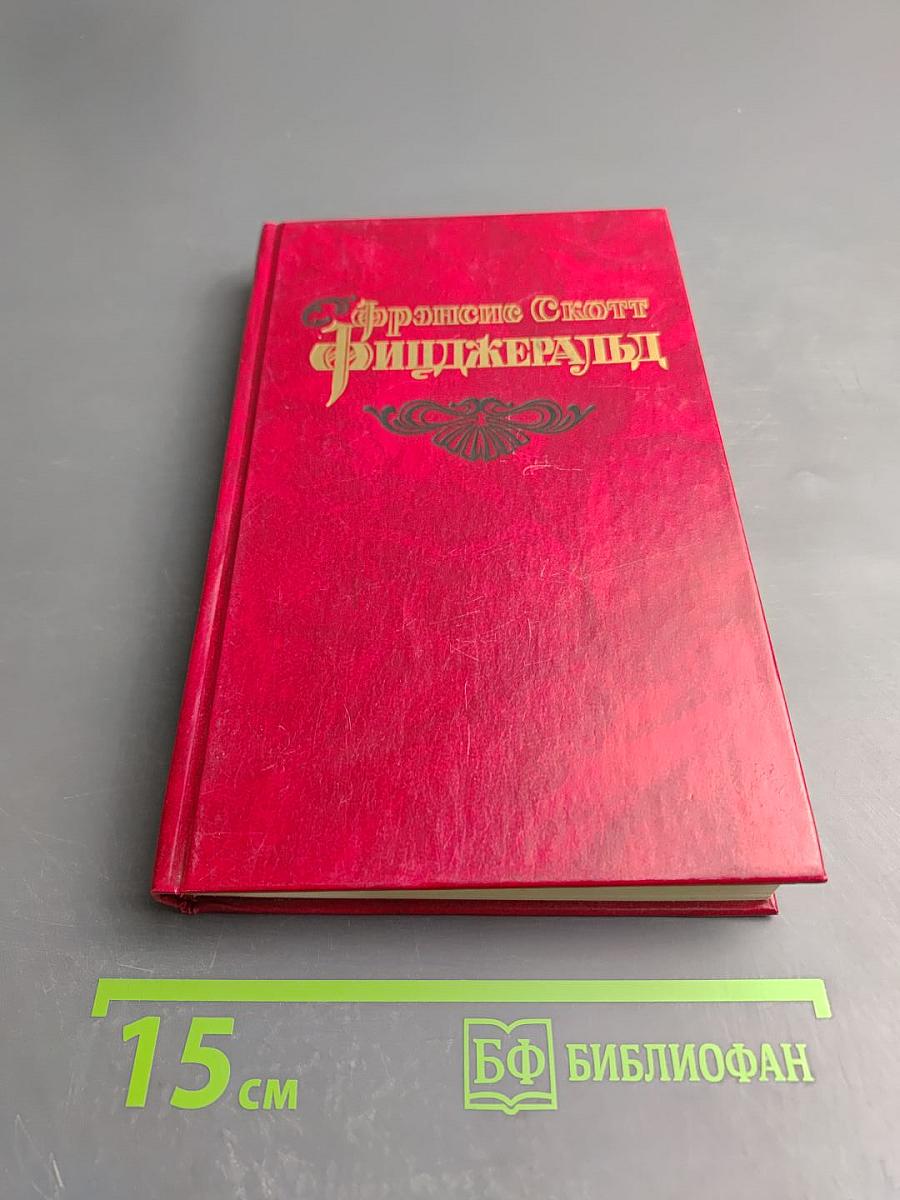 Фрэнсис Скотт
Фицджеральд
15 см
БФ БИБЛИОФАН